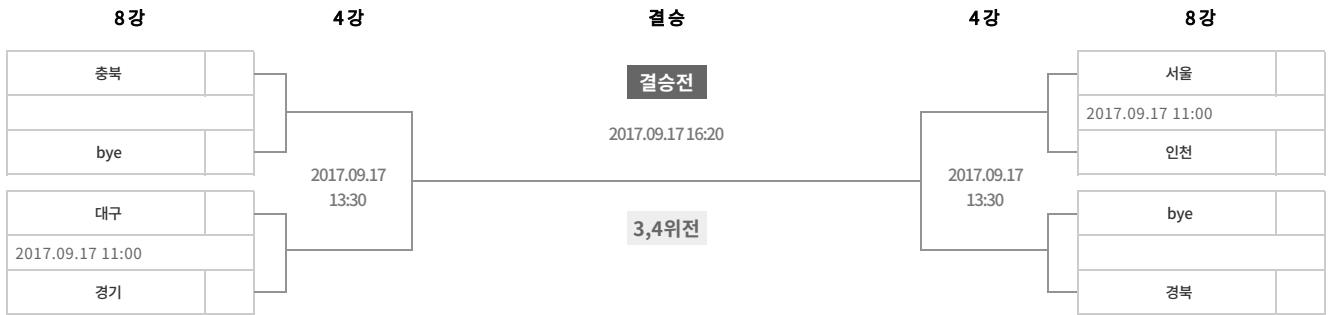 8강 4강 결승 4강 8강
충북
bye
대구
2017.09.17 11:00
경기
2017.09.17
13:30
결승전
2017.09.17 16:20
3,4위전
2017.09.17
13:30
서울
2017.09.17 11:00
인천
bye
경북